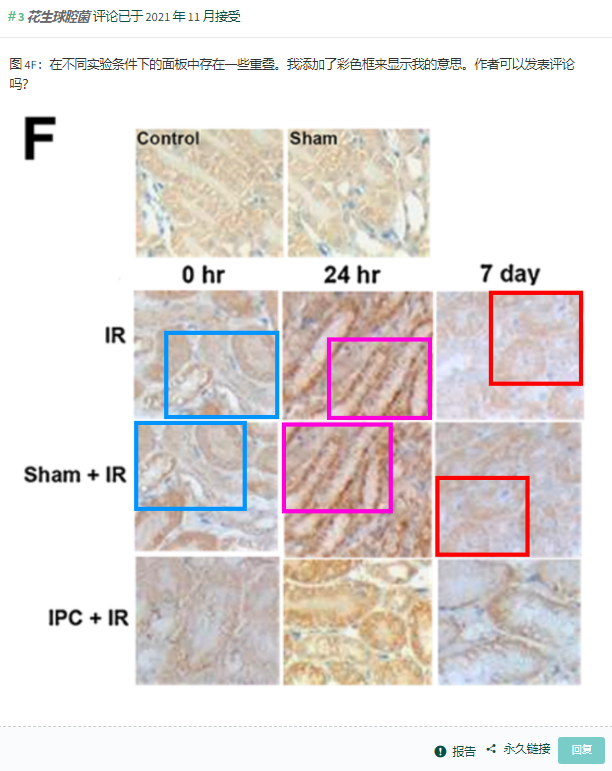 #3 花生球腔菌 评论已于 2021 年 11 月接受
图 4F：在不同实验条件下的面板中存在一些重叠。我添加了彩色框来显示我的意思。作者可以发表评论
吗?
F
Control Sham
0 hr 24 hr 7 day
IR
Sham + IR
IPC + IR
报告 永久链接 回复